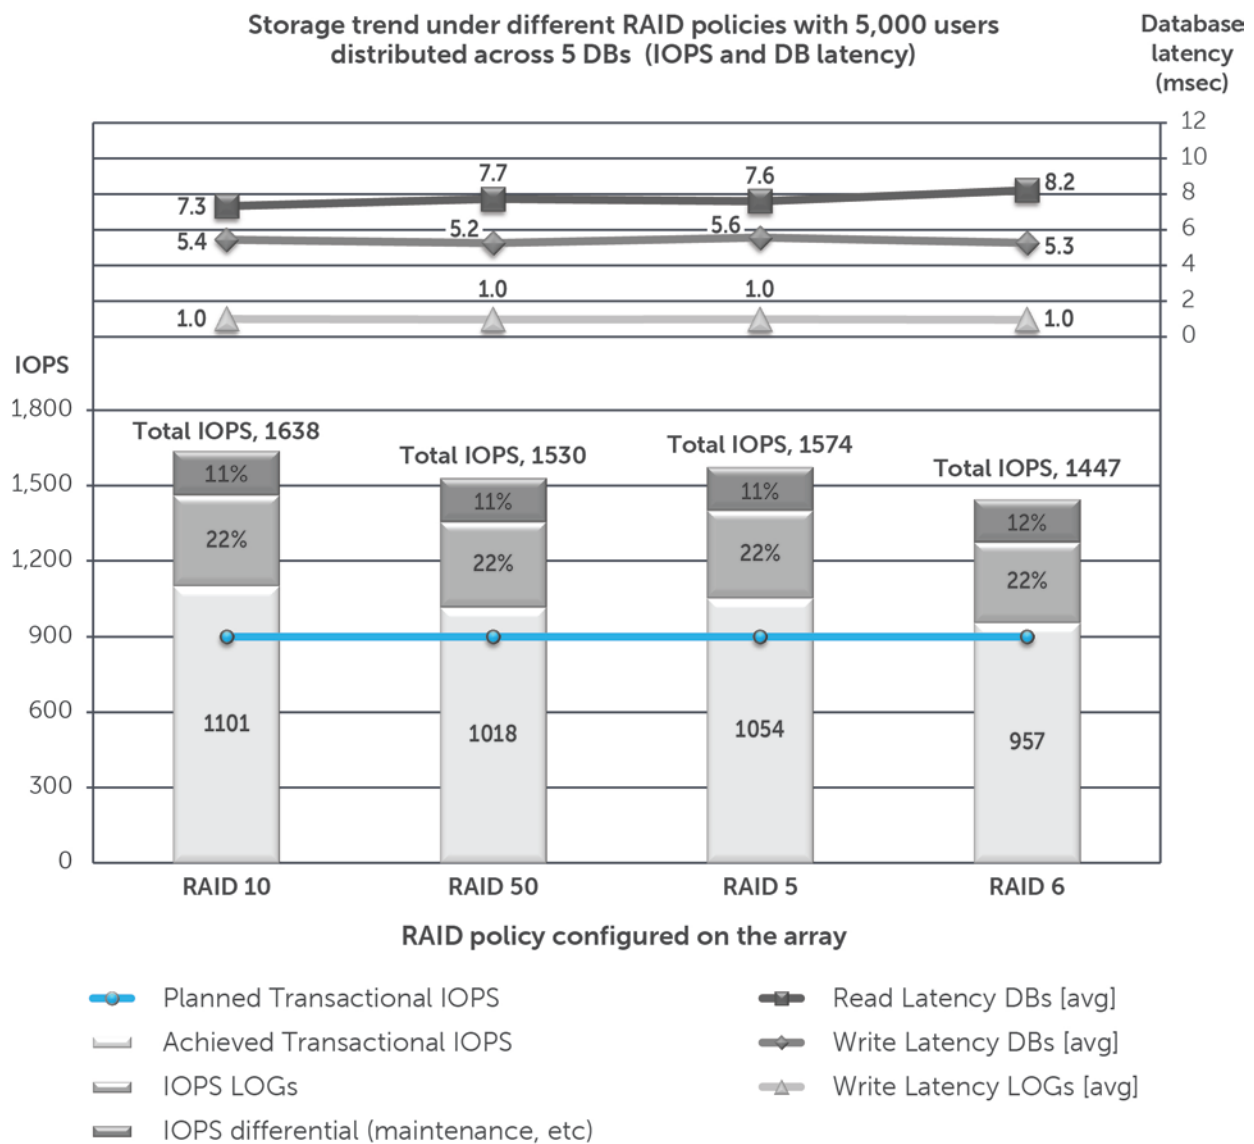 Storage trend under different RAID policies with 5,000 users
distributed across 5 DBs (IOPS and DB latency)
Database
latency
(msec)
12
10
8
6
4
2
0
7.3
7.7
7.6
8.2
5.4
5.2
5.6
5.3
1.0
1.0
1.0
1.0
IOPS
1,800
1,500
1,200
900
600
300
0
Total IOPS, 1638
Total IOPS, 1530
Total IOPS, 1574
Total IOPS, 1447
11%
11%
11%
12%
22%
22%
22%
22%
1101
1018
1054
957
RAID 10
RAID 50
RAID 5
RAID 6
RAID policy configured on the array
Planned Transactional IOPS
Achieved Transactional IOPS
IOPS LOGs
IOPS differential (maintenance, etc)
Read Latency DBs [avg]
Write Latency DBs [avg]
Write Latency LOGs [avg]